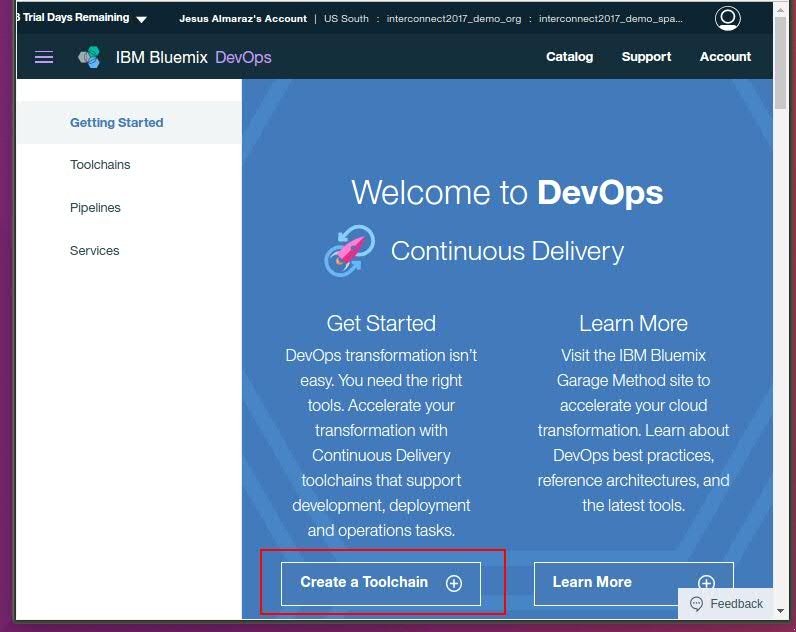 Trial Days Remaining
Jesus Almaraz's Account | US South : interconnect2017_demo_org : interconnect2017_demo_spa...
IBM Bluemix DevOps
Catalog
Support
Account
Getting Started
Toolchains
Pipelines
Services
Welcome to DevOps
Continuous Delivery
Get Started
DevOps transformation isn't
easy. You need the right
tools. Accelerate your
transformation with
Continuous Delivery
toolchains that support
development, deployment
and operations tasks.
Create a Toolchain
Learn More
Visit the IBM Bluemix
Garage Method site to
accelerate your cloud
transformation. Learn about
DevOps best practices,
reference architectures, and
the latest tools.
Learn More
Feedback